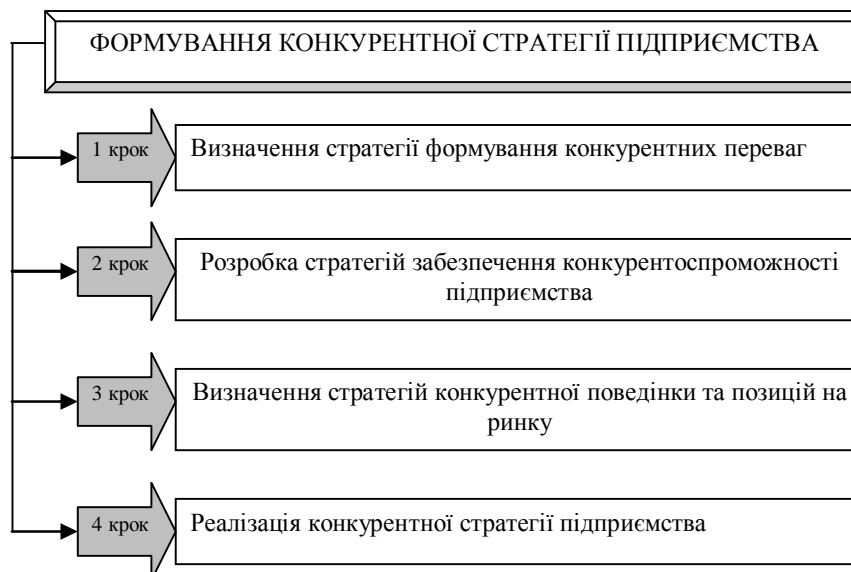 ФОРМУВАННЯ КОНКУРЕНТНОЇ СТРАТЕГІЇ ПІДПРИЄМСТВА
1 крок
Визначення стратегії формування конкурентних переваг
2 крок
Розробка стратегій забезпечення конкурентоспроможності
підприємства
3 крок
Визначення стратегій конкурентної поведінки та позицій на
ринку
4 крок
Реалізація конкурентної стратегії підприємства